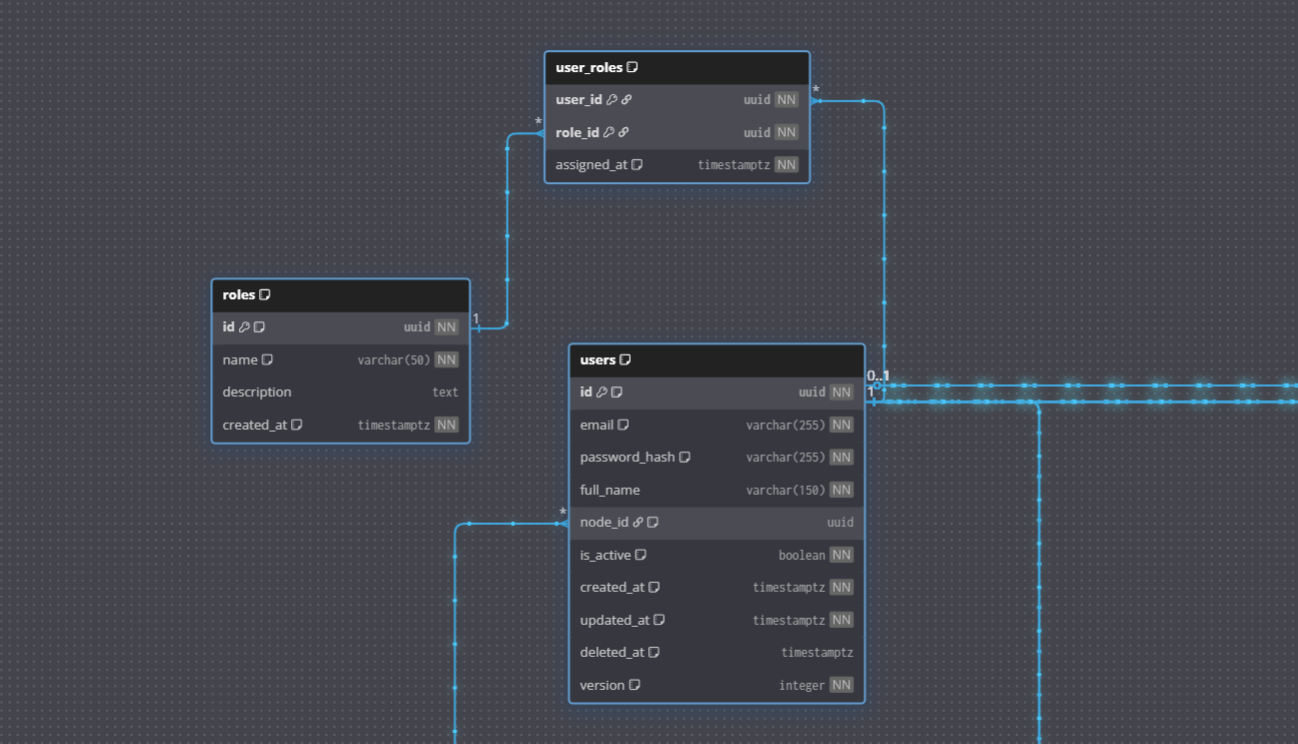 user_roles
user_id uuid NN
*
role_id uuid NN
*
assigned_at timestamptz NN
roles
id uuid NN
1
name varchar(50) NN
description text
created_at timestamptz NN
users
0..1
id uuid NN
1
email varchar(255) NN
password_hash varchar(255) NN
full_name varchar(150) NN
*
node_id uuid
is_active boolean NN
created_at timestamptz NN
updated_at timestamptz NN
deleted_at timestamptz
version integer NN